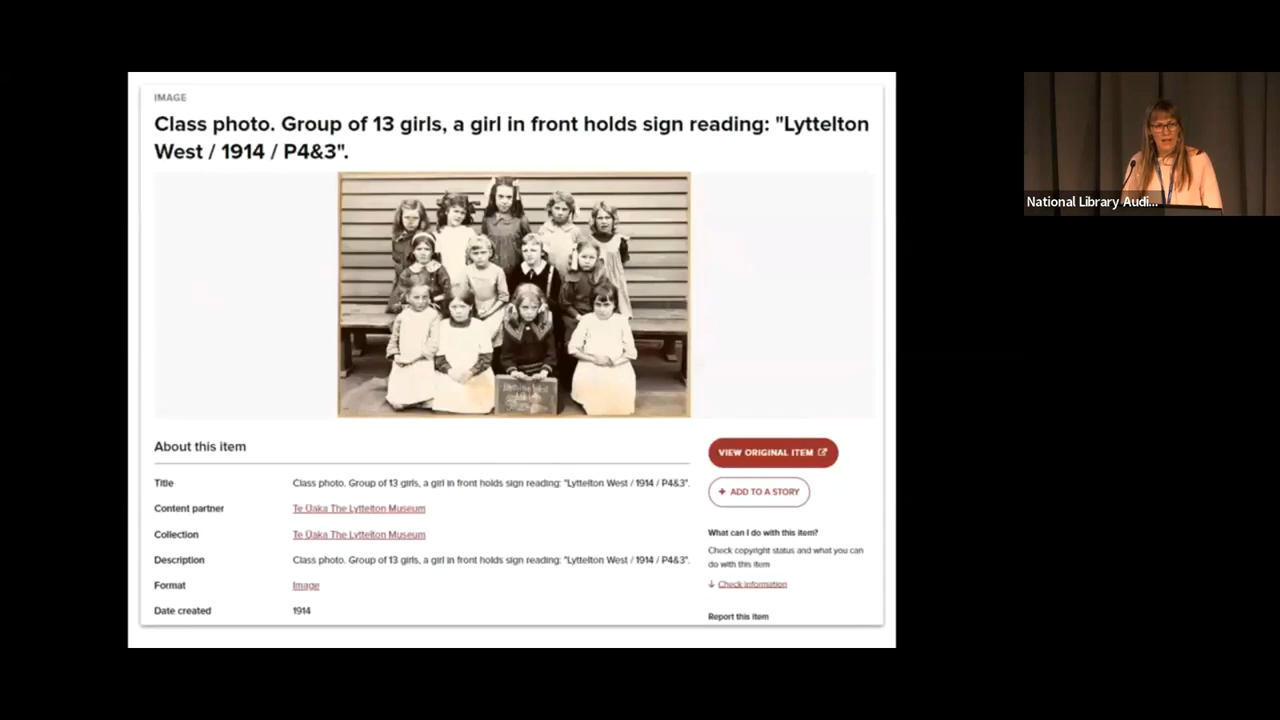 IMAGE
Class photo. Group of 13 girls, a girl in front holds sign reading: "Lyttelton
West / 1914 / P4&3".
About this item
Title
Class photo. Group of 13 girls, a girl in front holds sign reading: "Lyttelton West / 1914 / P4&3".
Content partner
Te Ūaka The Lyttelton Museum
Collection
Te Ūaka The Lyttelton Museum
Description
Class photo. Group of 13 girls, a girl in front holds sign reading: "Lyttelton West / 1914 / P4&3".
Format
Image
Date created
1914
VIEW ORIGINAL ITEM
+ ADD TO A STORY
What can I do with this item?
Check copyright status and what you can
do with this item
Check information
Report this item
National Library Audi...